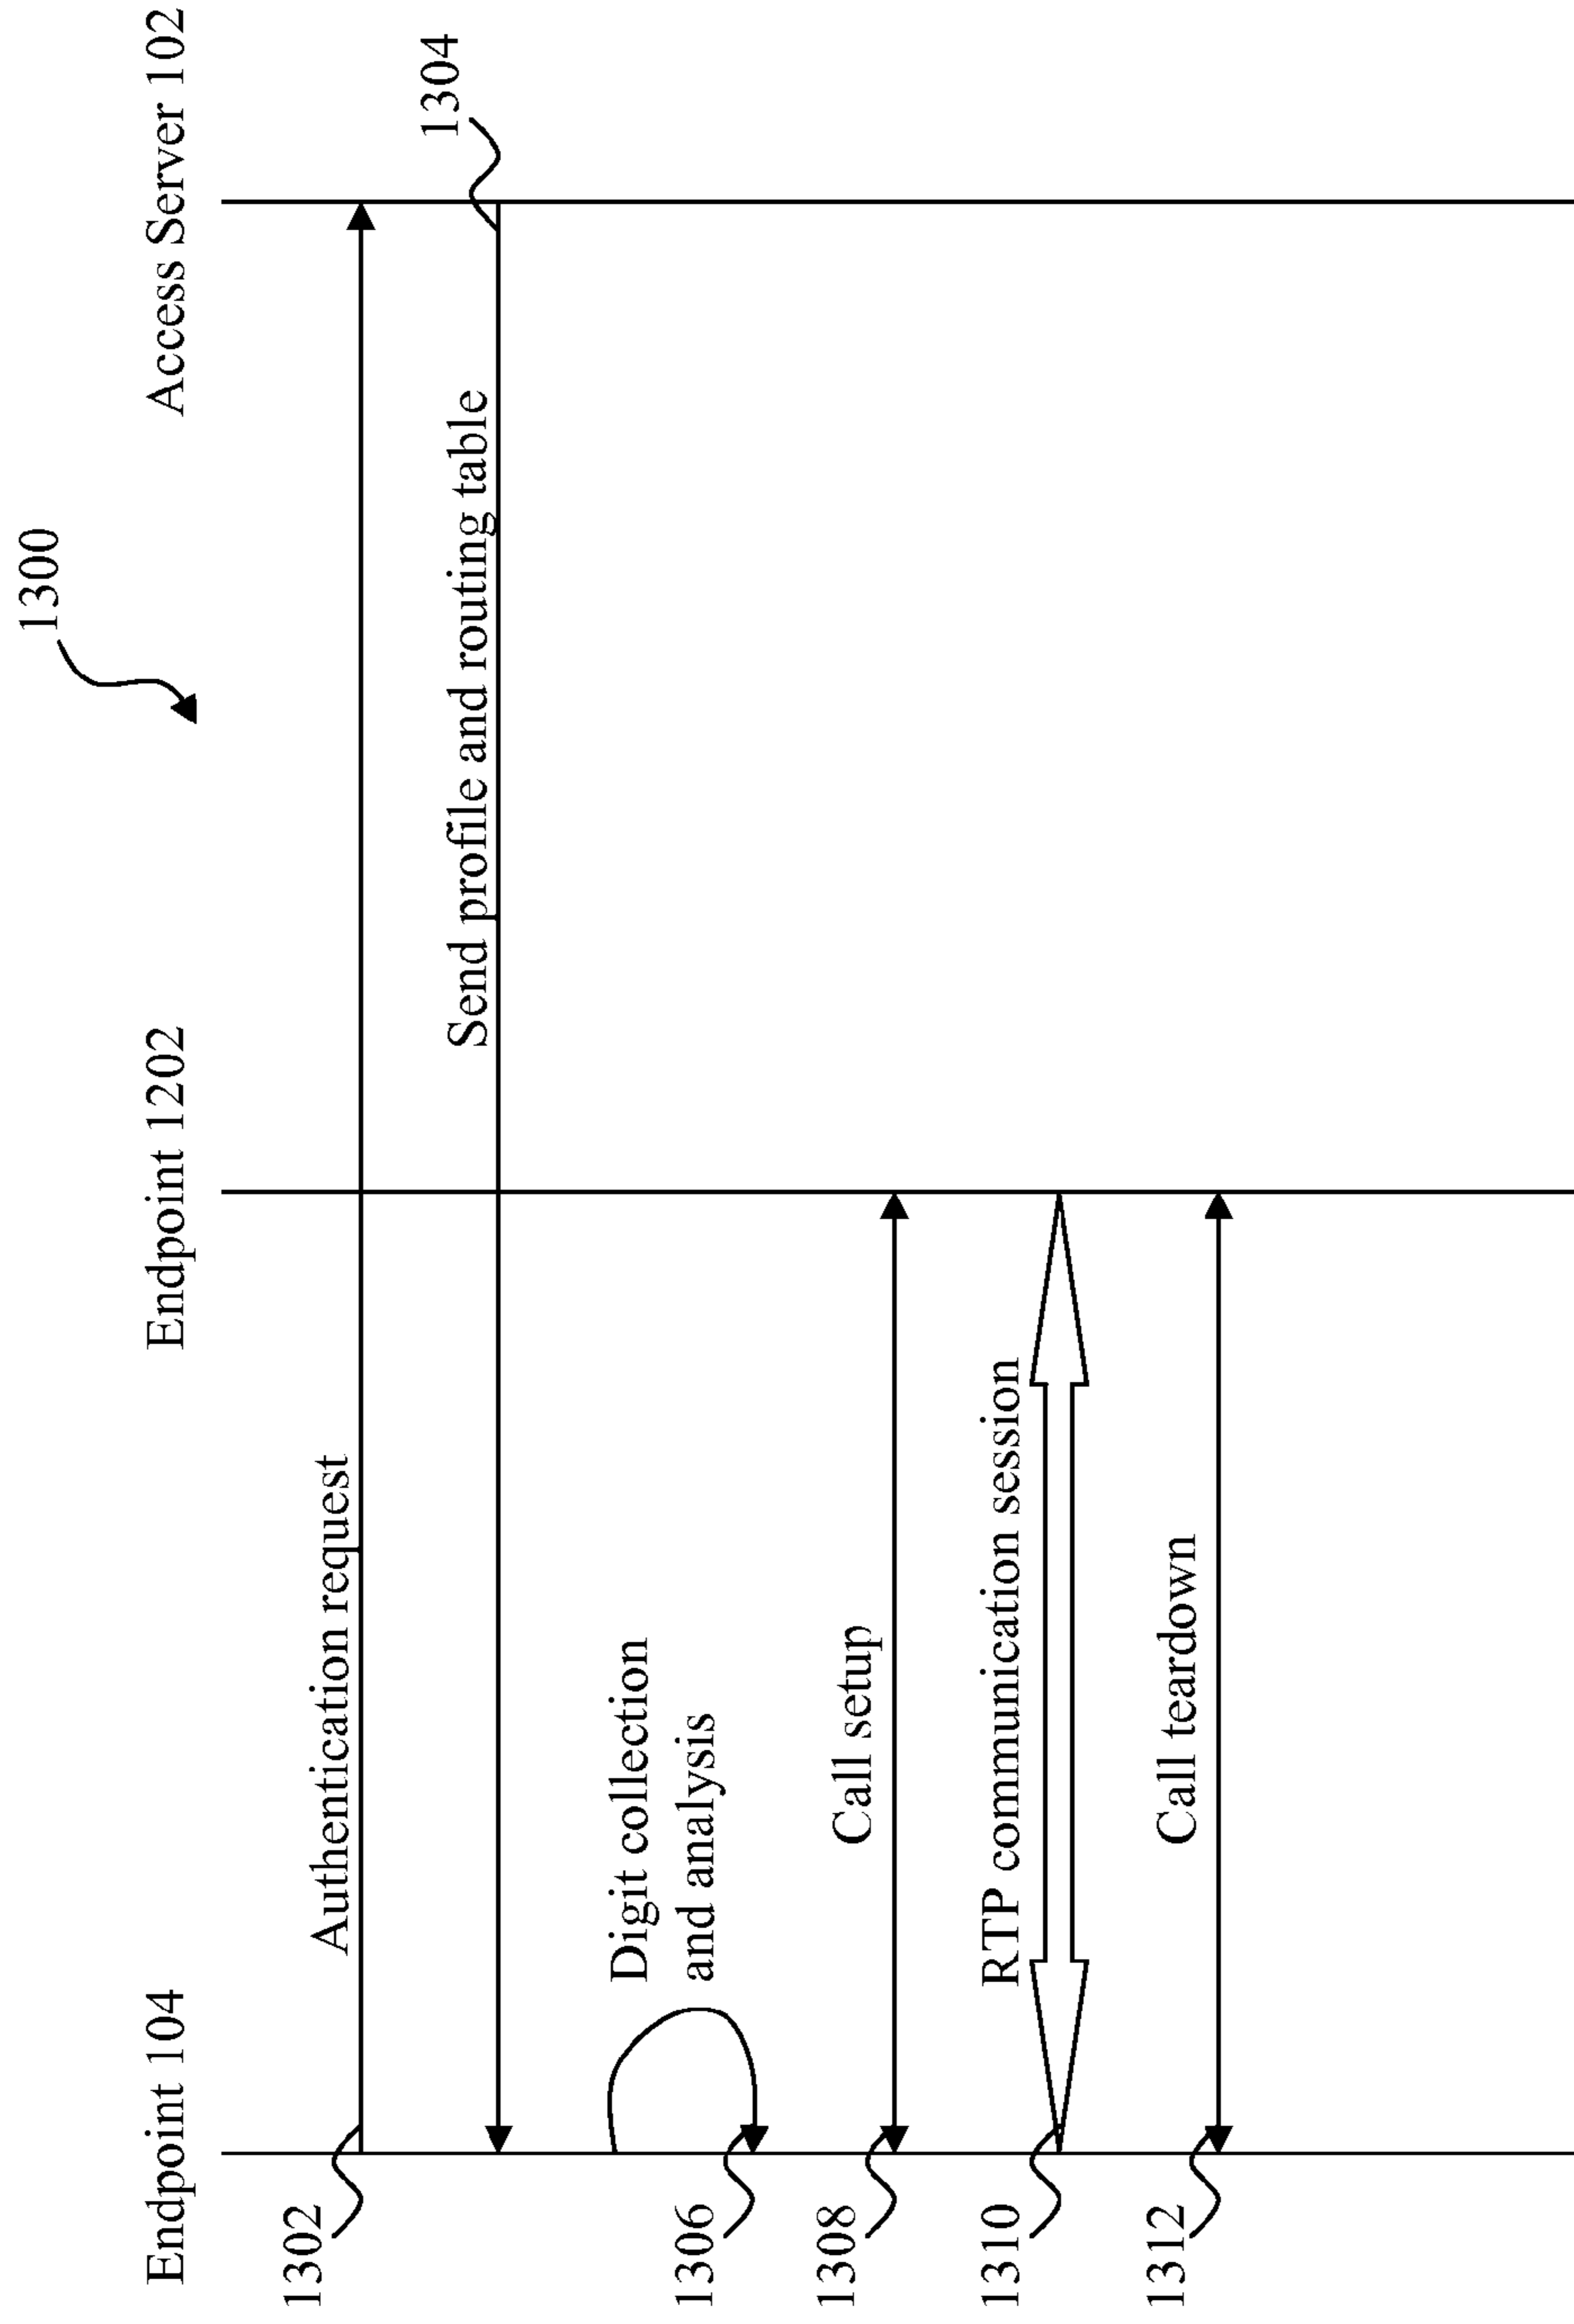 1300
Endpoint 104
Endpoint 1202
Access Server 102
1302
Authentication request
1304
Send profile and routing table
Digit collection
and analysis
1306
Call setup
1308
RTP communication session
1310
Call teardown
1312